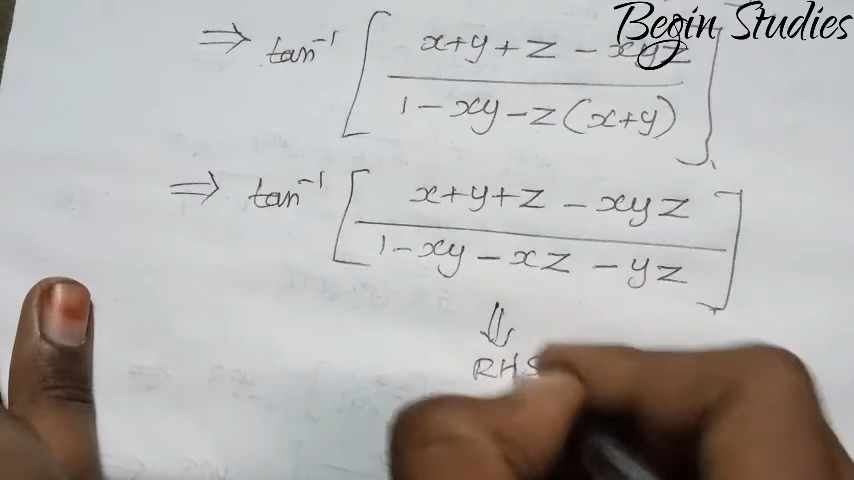 Begin Studies
⇒ tan⁻¹ [ x+y+z - xyz / 1-xy-z(x+y) ]
⇒ tan⁻¹ [ x+y+z - xyz / 1-xy-xz-yz ]
⇓
RHS